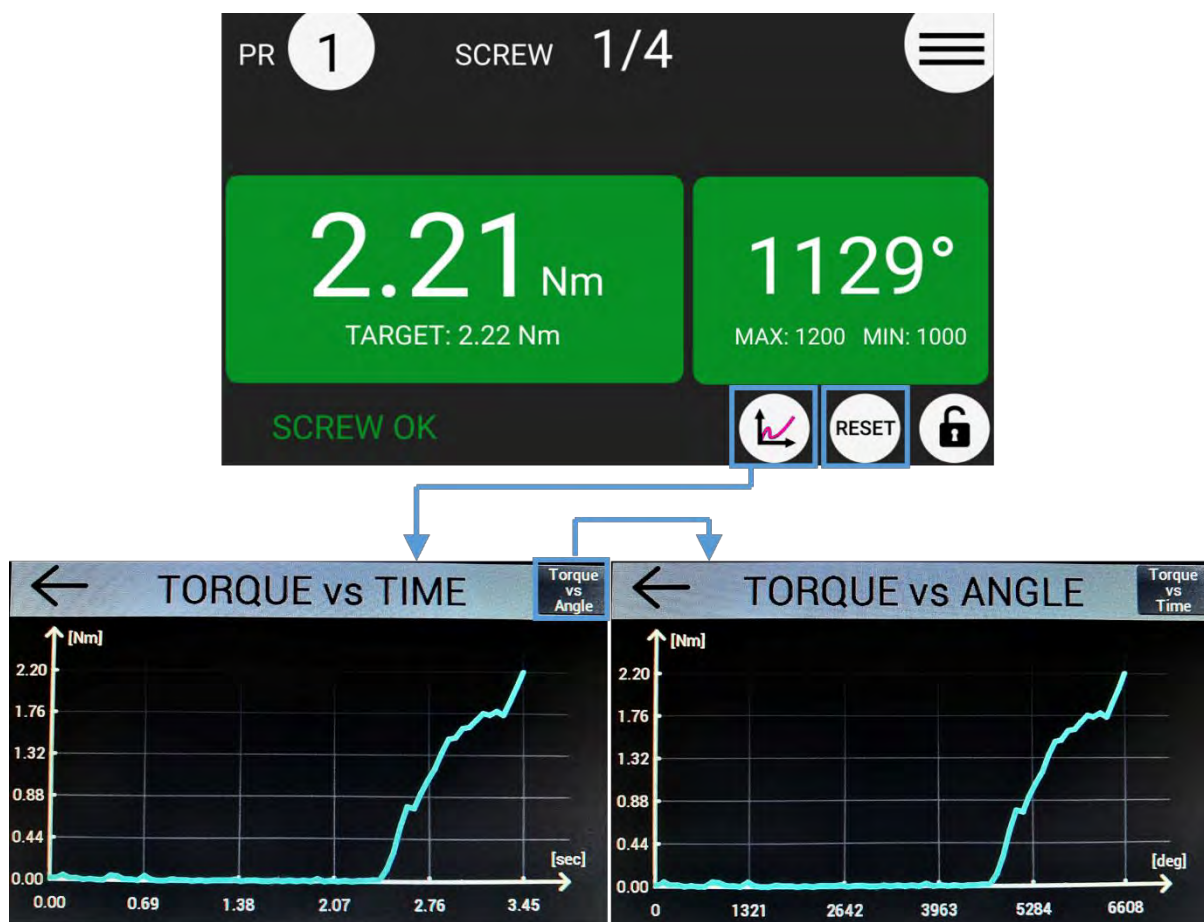 PR 1 SCREW 1/4
2.21 Nm
TARGET: 2.22 Nm
1129°
MAX: 1200 MIN: 1000
SCREW OK
RESET
TORQUE vs TIME
Torque
vs
Angle
[Nm]
2.20
1.76
1.32
0.88
0.44
0.00
[sec]
0.00 0.69 1.38 2.07 2.76 3.45
TORQUE vs ANGLE
Torque
vs
Time
[Nm]
2.20
1.76
1.32
0.88
0.44
0.00
[deg]
0 1321 2642 3963 5284 6608